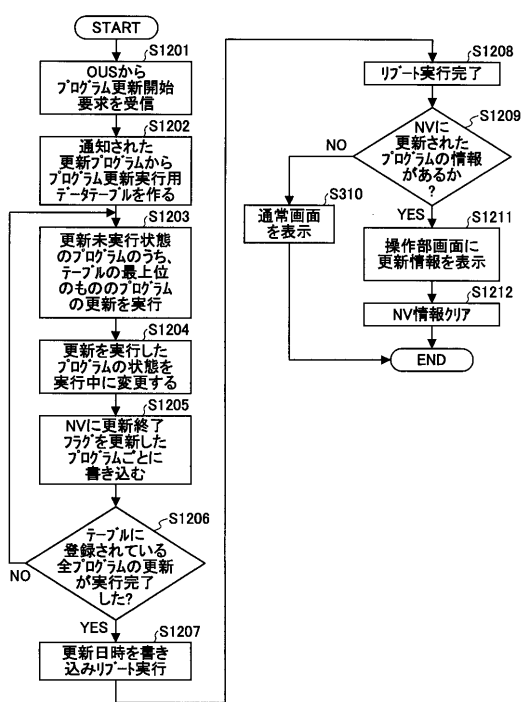 START
S1201
OUSから
プログラム更新開始
要求を受信
S1202
通知された
更新プログラムから
プログラム更新実行用
データテーブルを作る
S1203
更新未実行状態
のプログラムのうち、
テーブルの最上位
のもののプログラム
の更新を実行
S1204
更新を実行した
プログラムの状態を
実行中に変更する
S1205
NVに更新終了
フラグを更新した
プログラムごとに
書き込む
S1206
テーブルに
登録されている
全プログラムの更新
が実行完了
した?
NO
YES
S1207
更新日時を書き
込みリブート実行
S1208
リブート実行完了
S1209
NVに
更新された
プログラムの情報
があるか
?
NO
S310
通常画面
を表示
YES
S1211
操作部画面に
更新情報を表示
S1212
NV情報クリア
END